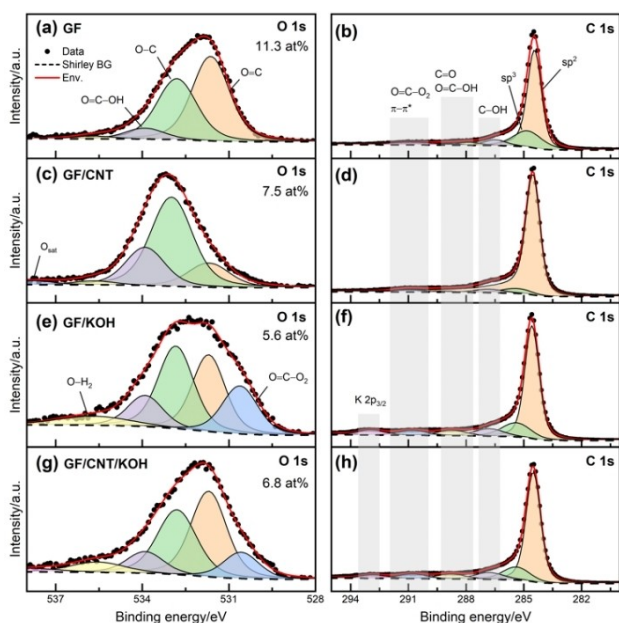 (a) GF
O 1s
11.3 at%
Data
Shirley BG
Env.
O–C
O=C
O=C–OH
(b)
C 1s
O=C–O₂
π–π*
C=O
O=C–OH
C–OH
sp³
sp²
(c) GF/CNT
O 1s
7.5 at%
Osat
(d)
C 1s
(e) GF/KOH
O 1s
5.6 at%
O–H₂
O=C–O₂
(f)
C 1s
K 2p3/2
(g) GF/CNT/KOH
O 1s
6.8 at%
(h)
C 1s
Intensity/a.u.
Intensity/a.u.
Intensity/a.u.
Intensity/a.u.
537 534 531 528
294 291 288 285 282
Binding energy/eV
Binding energy/eV